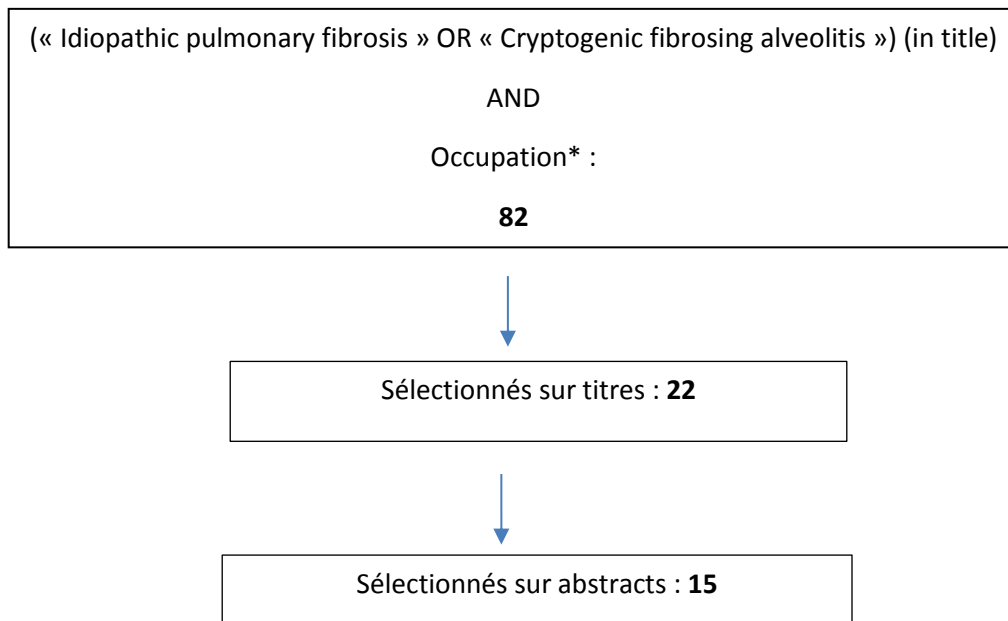 (« Idiopathic pulmonary fibrosis » OR « Cryptogenic fibrosing alveolitis ») (in title)
AND
Occupation* :
82
Sélectionnés sur titres : 22
Sélectionnés sur abstracts : 15